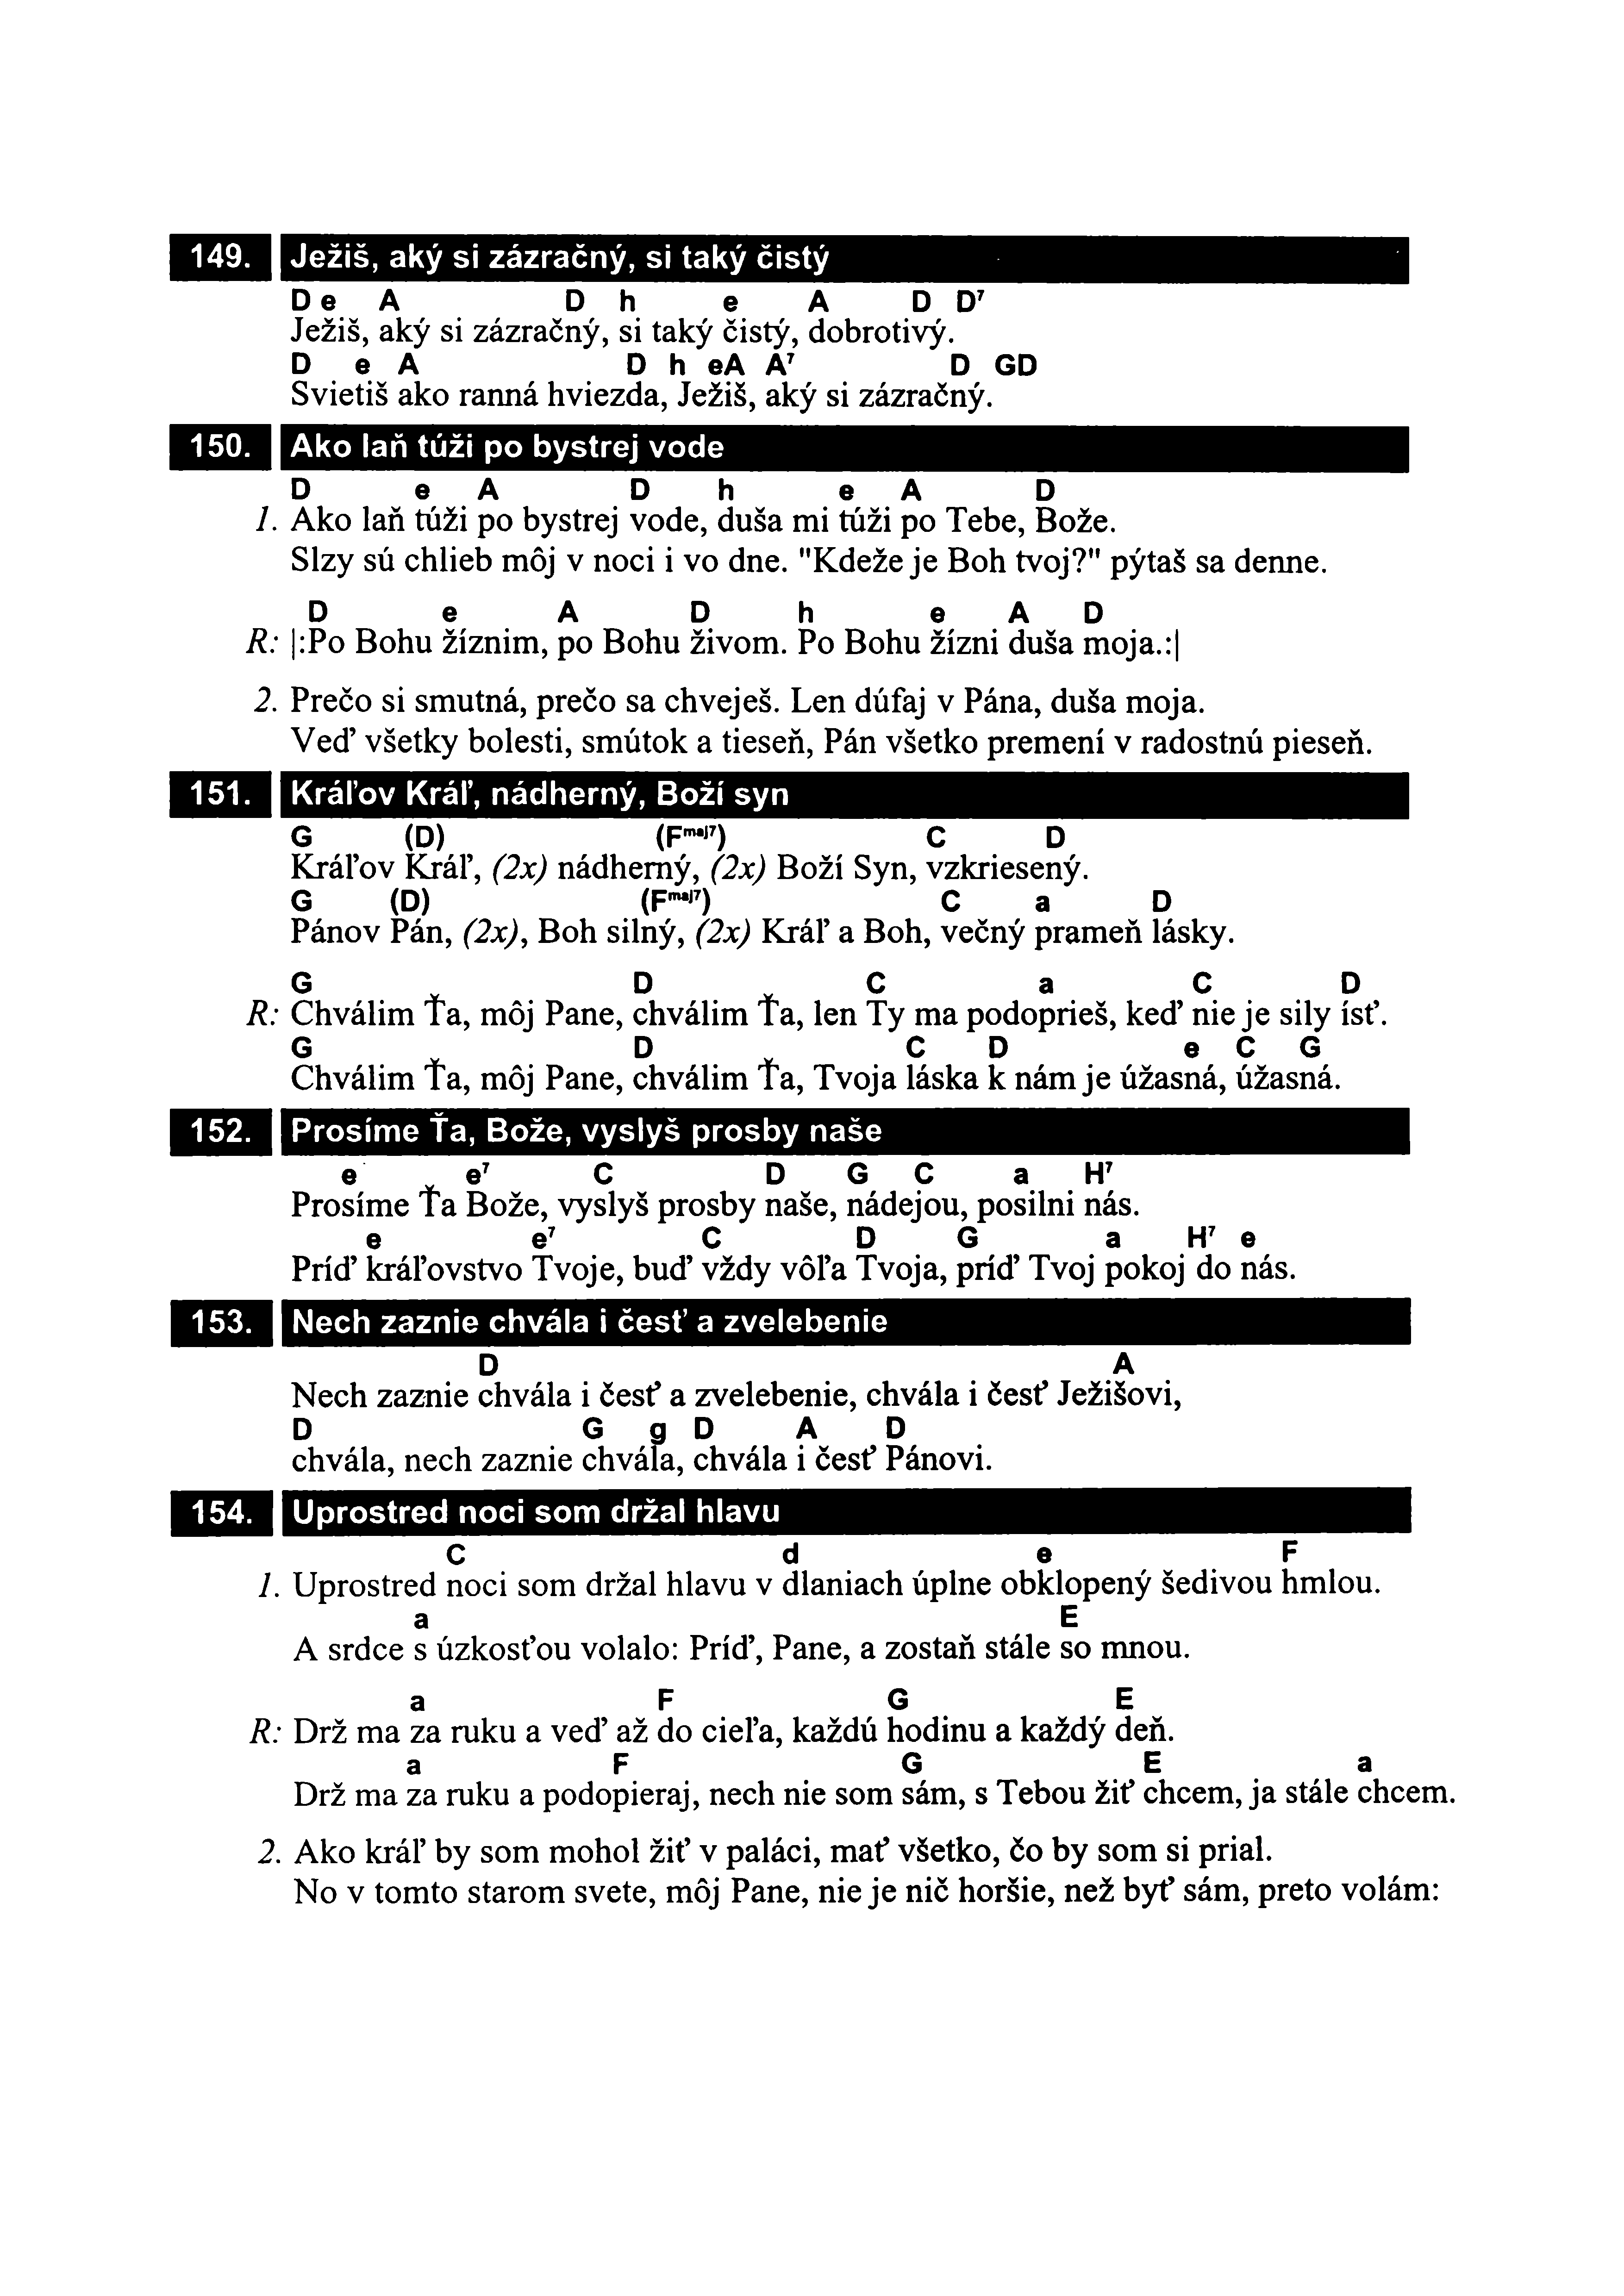 149. Ježiš, aký si zázračný, si taký čistý
D e A D h e A D D⁷
Ježiš, aký si zázračný, si taký čistý, dobrotivý.
D e A D h eA A⁷ D GD
Svietiš ako ranná hviezda, Ježiš, aký si zázračný.
150. Ako laň túži po bystrej vode
D e A D h e A D
1. Ako laň túži po bystrej vode, duša mi túži po Tebe, Bože.
Slzy sú chlieb môj v noci i vo dne. "Kdeže je Boh tvoj?" pýtaš sa denne.
D e A D h e A D
R: |:Po Bohu žíznim, po Bohu živom. Po Bohu žízni duša moja.:|
2. Prečo si smutná, prečo sa chveješ. Len dúfaj v Pána, duša moja.
Veď všetky bolesti, smútok a tieseň, Pán všetko premení v radostnú pieseň.
151. Kráľov Kráľ, nádherný, Boží syn
G (D) (Fmaj⁷) C D
Kráľov Kráľ, (2x) nádherný, (2x) Boží Syn, vzkriesený.
G (D) (Fmaj⁷) C a D
Pánov Pán, (2x), Boh silný, (2x) Kráľ a Boh, večný prameň lásky.
G D C a C D
R: Chválim Ťa, môj Pane, chválim Ťa, len Ty ma podoprieš, keď nie je sily ísť.
G D C D e C G
Chválim Ťa, môj Pane, chválim Ťa, Tvoja láska k nám je úžasná, úžasná.
152. Prosíme Ťa, Bože, vyslyš prosby naše
e e⁷ C D G C a H⁷
Prosíme Ťa Bože, vyslyš prosby naše, nádejou, posilni nás.
e e⁷ C D G a H⁷ e
Príď kráľovstvo Tvoje, buď vždy vôľa Tvoja, príď Tvoj pokoj do nás.
153. Nech zaznie chvála i česť a zvelebenie
D A
Nech zaznie chvála i česť a zvelebenie, chvála i česť Ježišovi,
D G g D A D
chvála, nech zaznie chvála, chvála i česť Pánovi.
154. Uprostred noci som držal hlavu
C d e F
1. Uprostred noci som držal hlavu v dlaniach úplne obklopený šedivou hmlou.
a E
A srdce s úzkosťou volalo: Príď, Pane, a zostaň stále so mnou.
a F G E
R: Drž ma za ruku a veď až do cieľa, každú hodinu a každý deň.
a F G E a
Drž ma za ruku a podopieraj, nech nie som sám, s Tebou žiť chcem, ja stále chcem.
2. Ako kráľ by som mohol žiť v paláci, mať všetko, čo by som si prial.
No v tomto starom svete, môj Pane, nie je nič horšie, než byť sám, preto volám: